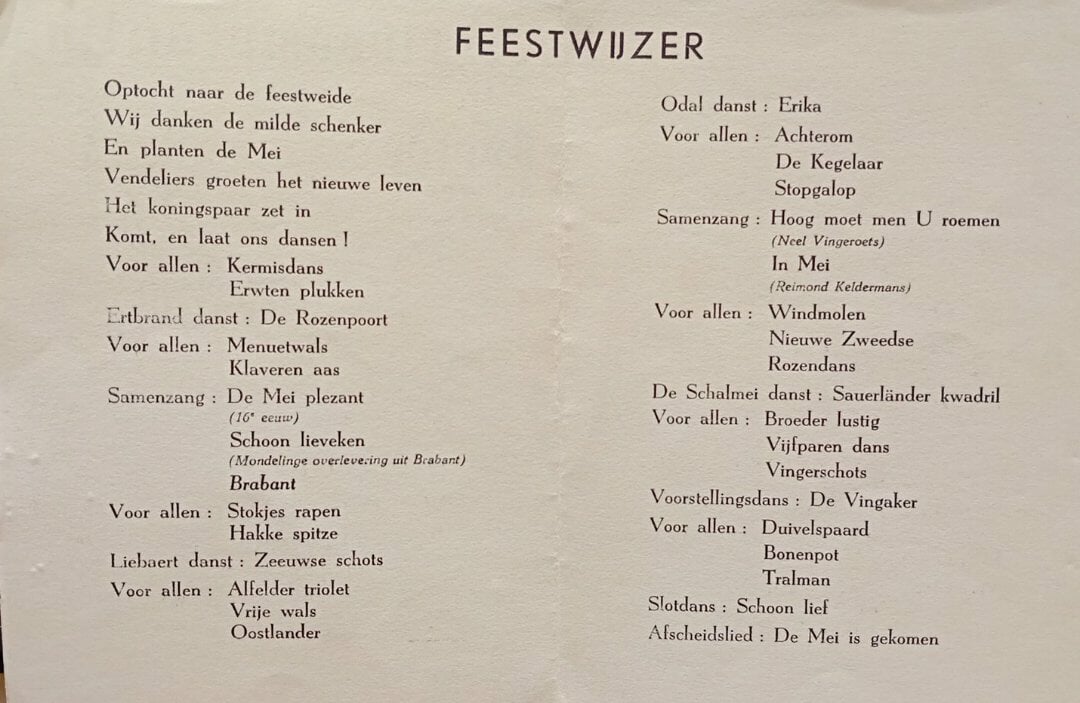 FEESTWIJZER
Optocht naar de feestweide
Wij danken de milde schenker
En planten de Mei
Vendeliers groeten het nieuwe leven
Het koningspaar zet in
Komt, en laat ons dansen !
Voor allen : Kermisdans
Erwten plukken
Ertbrand danst : De Rozenpoort
Voor allen : Menuetwals
Klaveren aas
Samenzang : De Mei plezant
(16e eeuw)
Schoon lieveken
(Mondelinge overlevering uit Brabant)
Brabant
Voor allen : Stokjes rapen
Hakke spitze
Liebaert danst : Zeeuwse schots
Voor allen : Alfelder triolet
Vrije wals
Oostlander
Odal danst : Erika
Voor allen : Achterom
De Kegelaar
Stopgalop
Samenzang : Hoog moet men U roemen
(Neel Vingeroets)
In Mei
(Reimond Keldermans)
Voor allen : Windmolen
Nieuwe Zweedse
Rozendans
De Schalmei danst : Sauerländer kwadril
Voor allen : Broeder lustig
Vijfparen dans
Vingerschots
Voorstellingsdans : De Vingaker
Voor allen : Duivelspaard
Bonenpot
Tralman
Slotdans : Schoon lief
Afscheidslied : De Mei is gekomen